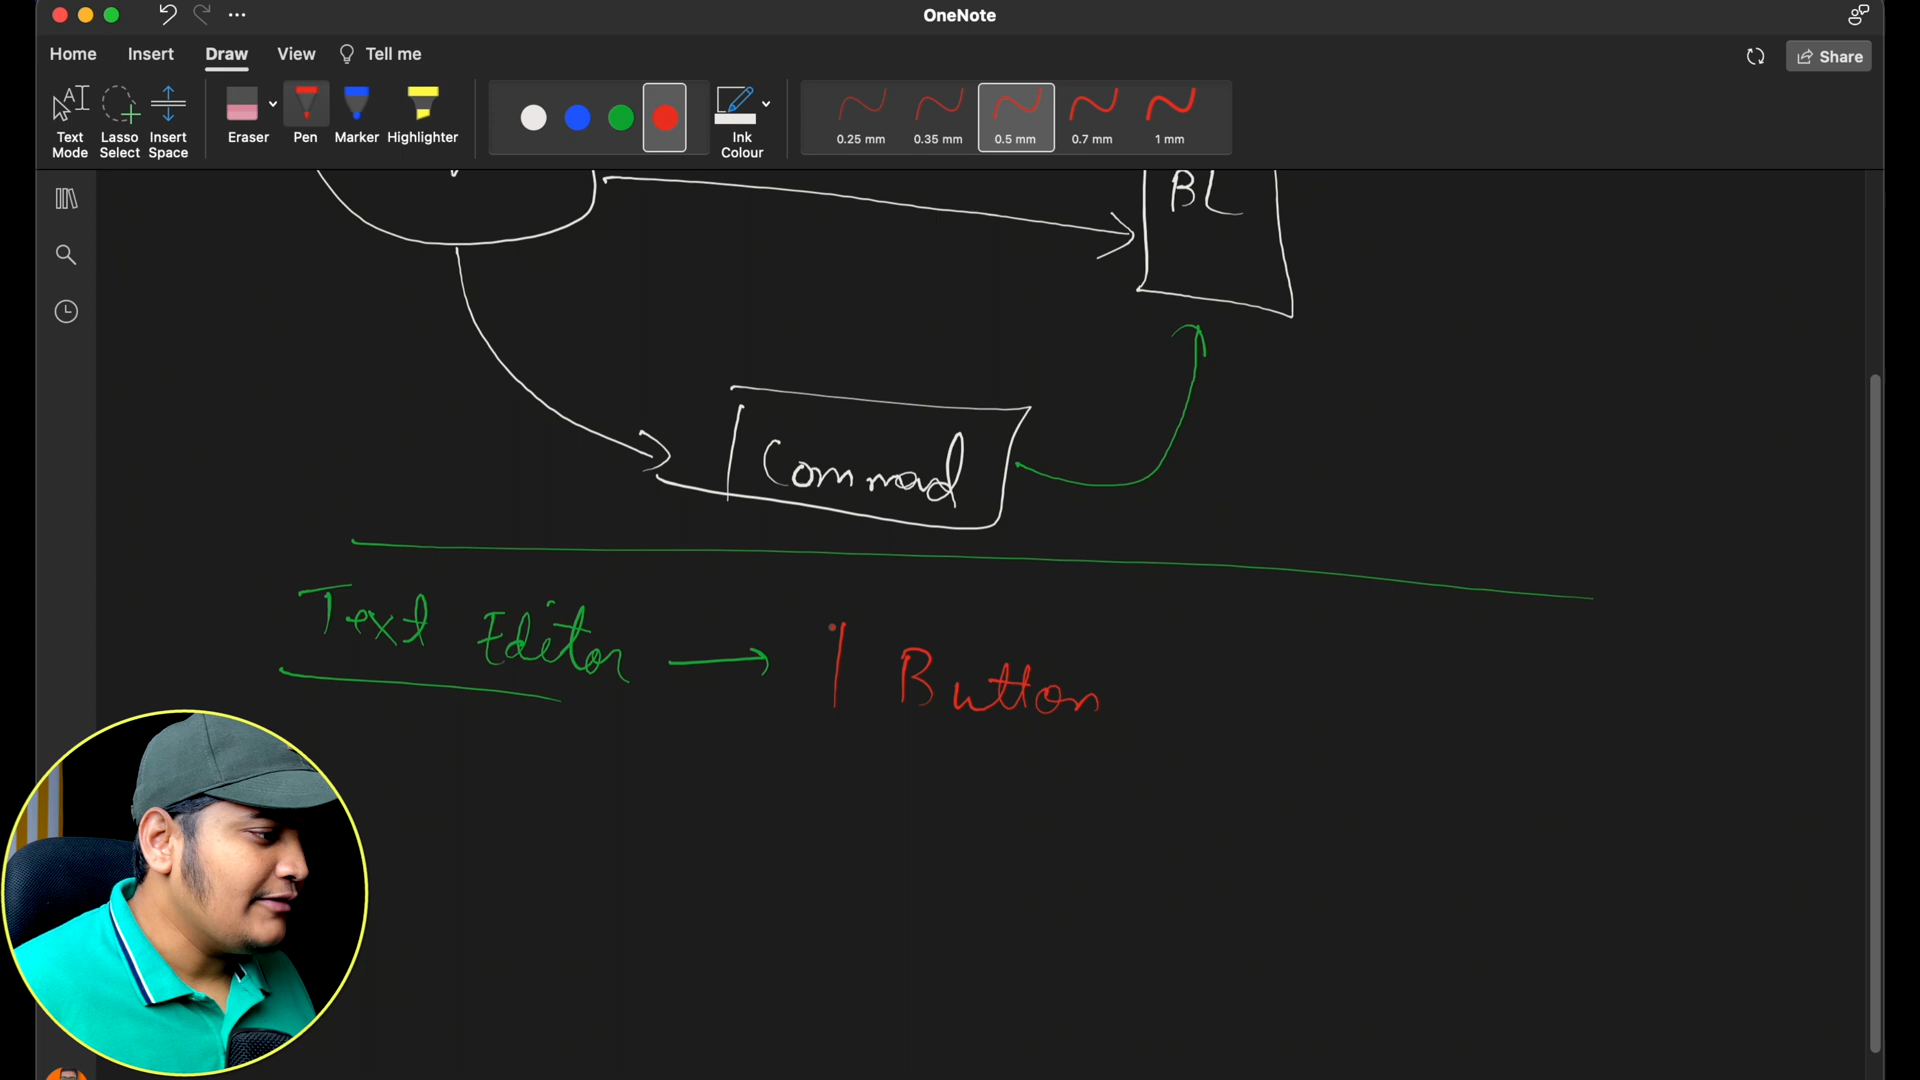 OneNote
Home Insert Draw View Tell me
Share
Text Mode
Lasso Select
Insert Space
Eraser
Pen
Marker
Highlighter
Ink Colour
0.25 mm
0.35 mm
0.5 mm
0.7 mm
1 mm
BL
Command
Text Editor → 1 Button